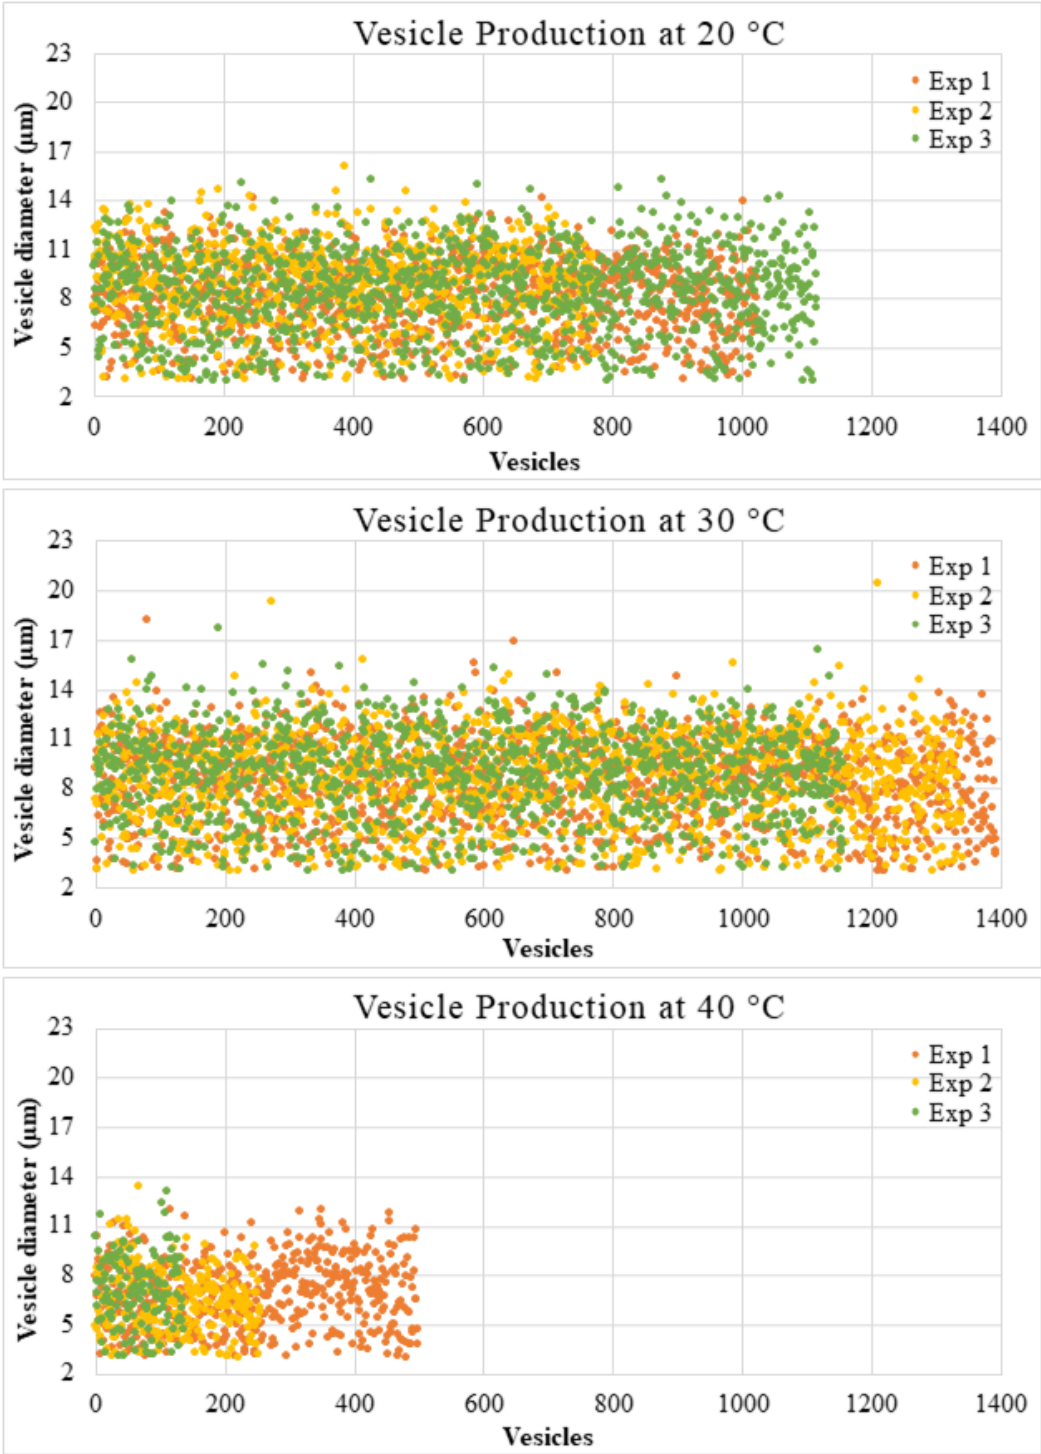 Vesicle Production at 20 °C
Vesicle diameter (µm)
23
20
17
14
11
8
5
2
0 200 400 600 800 1000 1200 1400
Vesicles
Exp 1
Exp 2
Exp 3
Vesicle Production at 30 °C
Vesicle diameter (µm)
23
20
17
14
11
8
5
2
0 200 400 600 800 1000 1200 1400
Vesicles
Exp 1
Exp 2
Exp 3
Vesicle Production at 40 °C
Vesicle diameter (µm)
23
20
17
14
11
8
5
2
0 200 400 600 800 1000 1200 1400
Vesicles
Exp 1
Exp 2
Exp 3